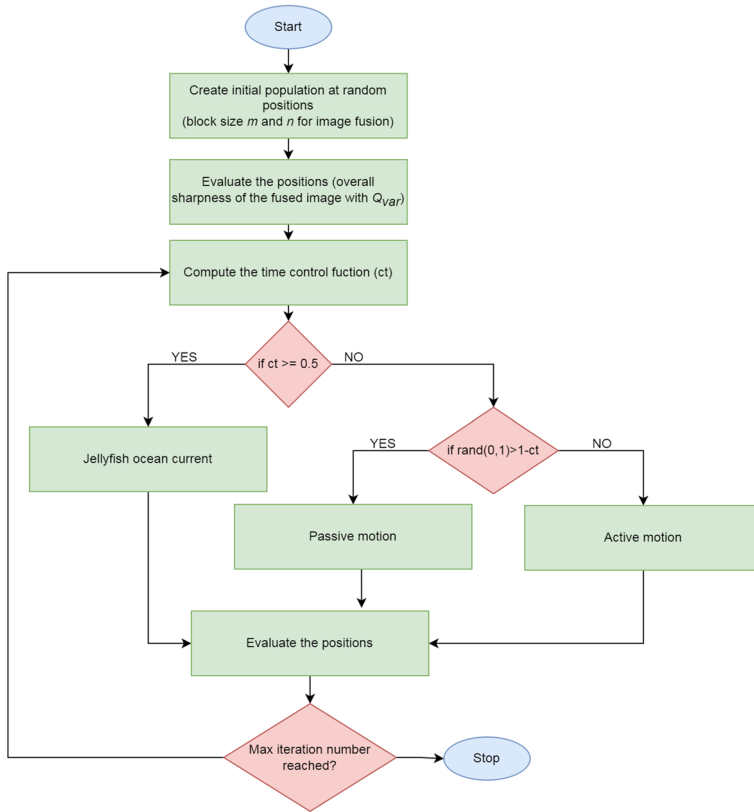 Start
Create initial population at random
positions
(block size m and n for image fusion)
Evaluate the positions (overall
sharpness of the fused image with Qvar)
Compute the time control fuction (ct)
if ct >= 0.5
YES
NO
Jellyfish ocean current
if rand(0,1)>1-ct
YES
NO
Passive motion
Active motion
Evaluate the positions
Max iteration number
reached?
Stop